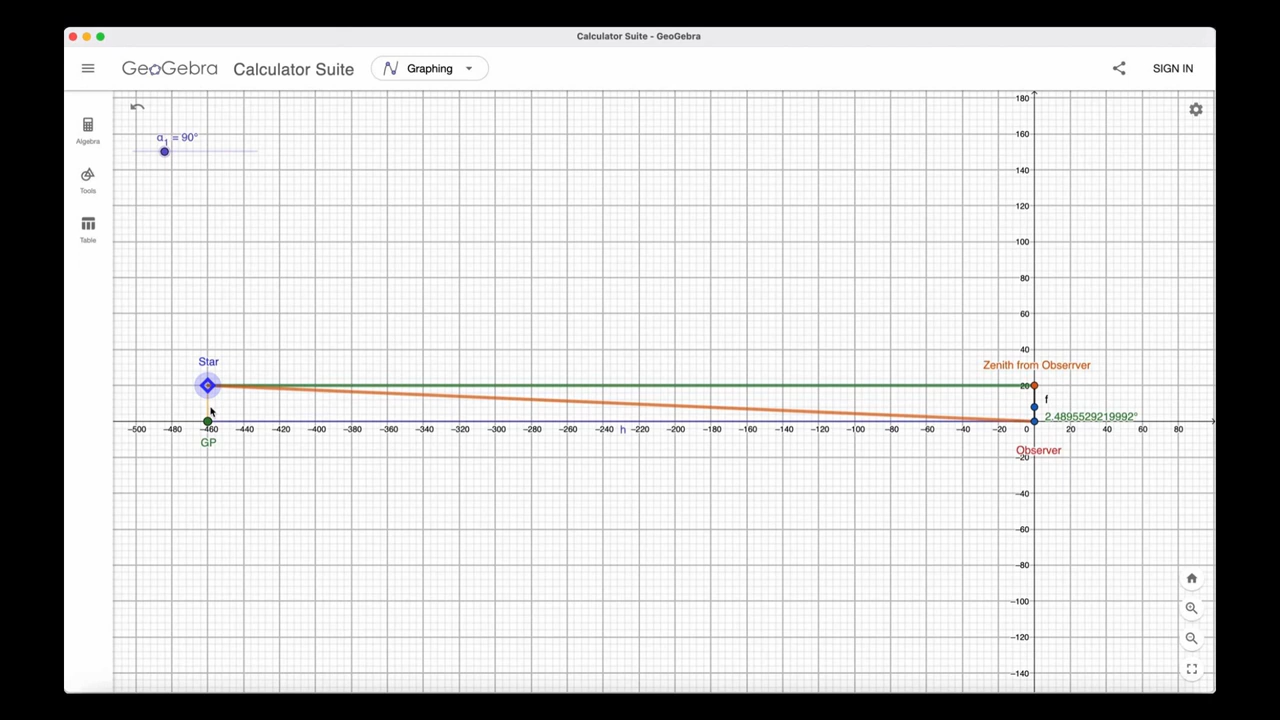 Calculator Suite - GeoGebra
GeoGebra Calculator Suite Graphing SIGN IN
Algebra
Tools
Table
α1 = 90°
180
160
140
120
100
80
60
40
20
Star
Zenith from Obserrver
f
2.4895529219992°
−500 −480 −460 −440 −420 −400 −380 −360 −340 −320 −300 −280 −260 −240 −220 −200 −180 −160 −140 −120 −100 −80 −60 −40 −20 0 20 40 60 80
h
GP
Observer
−20
−40
−60
−80
−100
−120
−140